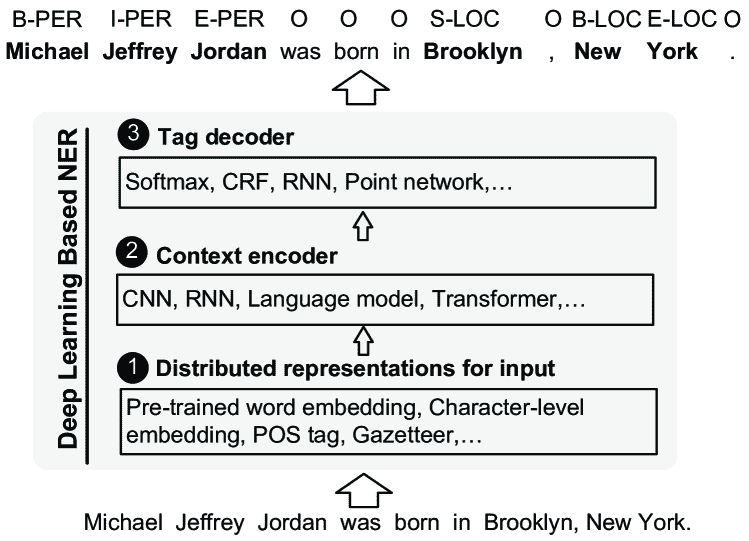 B-PER I-PER E-PER O O O S-LOC O B-LOC E-LOC O
Michael Jeffrey Jordan was born in Brooklyn , New York .
Deep Learning Based NER
3 Tag decoder
Softmax, CRF, RNN, Point network,...
2 Context encoder
CNN, RNN, Language model, Transformer,...
1 Distributed representations for input
Pre-trained word embedding, Character-level
embedding, POS tag, Gazetteer,...
Michael Jeffrey Jordan was born in Brooklyn, New York.